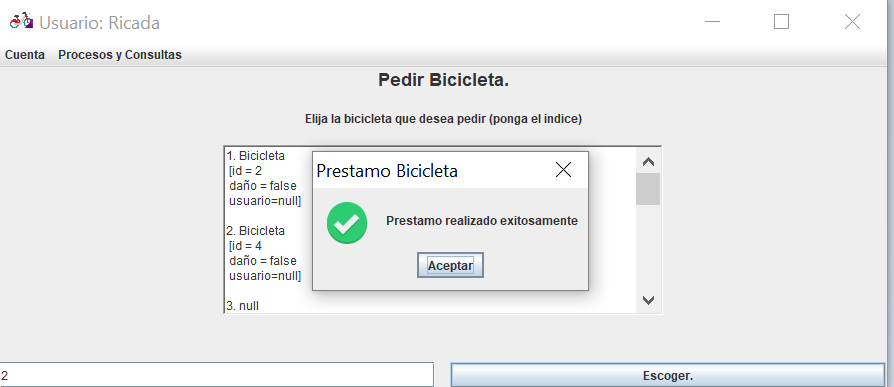 Usuario: Ricada
Cuenta Procesos y Consultas
Pedir Bicicleta.
Elija la bicicleta que desea pedir (ponga el indice)
1. Bicicleta
[id = 2
daño = false
usuario=null]
2. Bicicleta
[id = 4
daño = false
usuario=null]
3. null
Prestamo Bicicleta
Prestamo realizado exitosamente
Aceptar
2
Escoger.